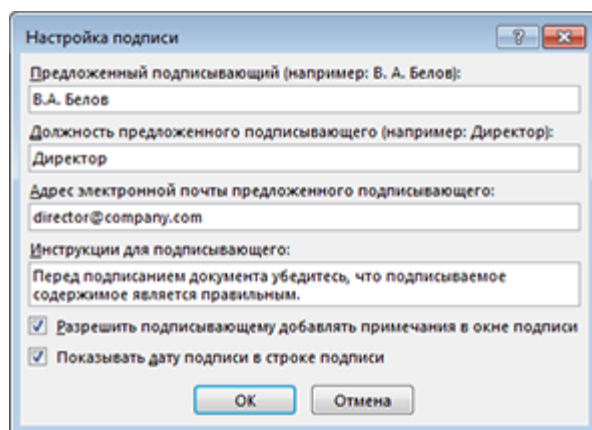 Настройка подписи
Предложенный подписывающий (например: В. А. Белов):
В.А. Белов
Должность предложенного подписывающего (например: Директор):
Директор
Адрес электронной почты предложенного подписывающего:
director@company.com
Инструкции для подписывающего:
Перед подписанием документа убедитесь, что подписываемое
содержимое является правильным.
Разрешить подписывающему добавлять примечания в окне подписи
Показывать дату подписи в строке подписи
ОК Отмена